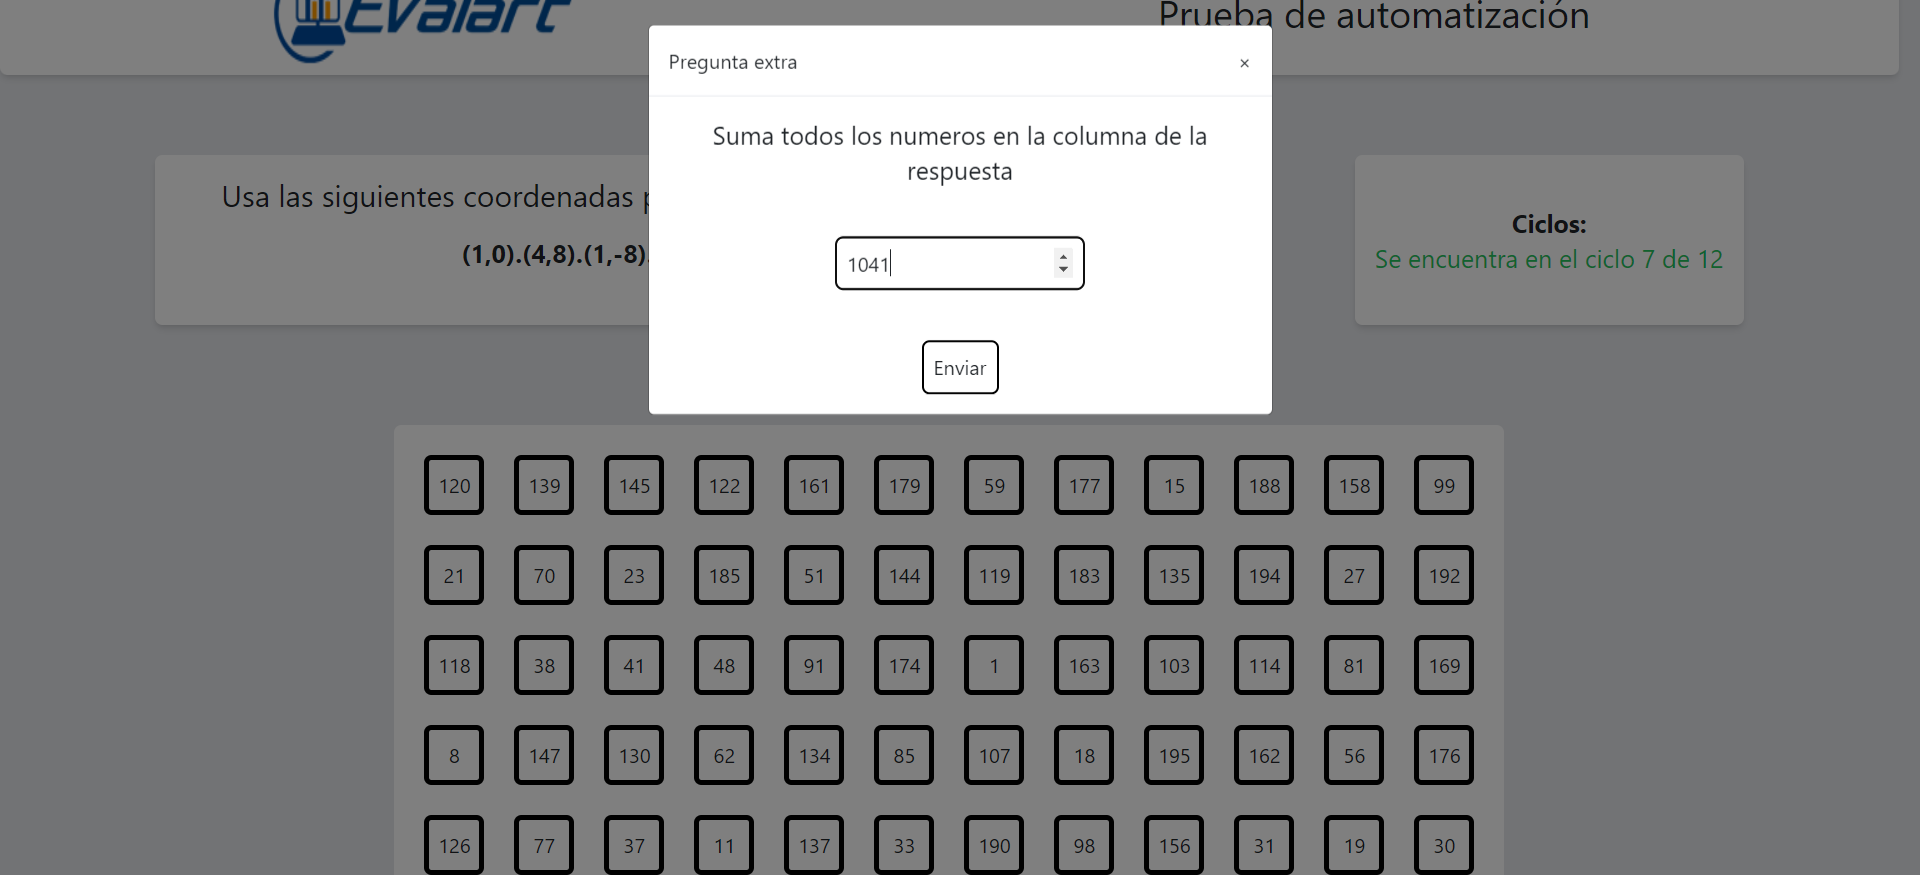 Evalart
Prueba de automatización
Pregunta extra
×
Suma todos los numeros en la columna de la
respuesta
1041
Enviar
Usa las siguientes coordenadas
(1,0).(4,8).(1,-8).
Ciclos:
Se encuentra en el ciclo 7 de 12
120 139 145 122 161 179 59 177 15 188 158 99
21 70 23 185 51 144 119 183 135 194 27 192
118 38 41 48 91 174 1 163 103 114 81 169
8 147 130 62 134 85 107 18 195 162 56 176
126 77 37 11 137 33 190 98 156 31 19 30